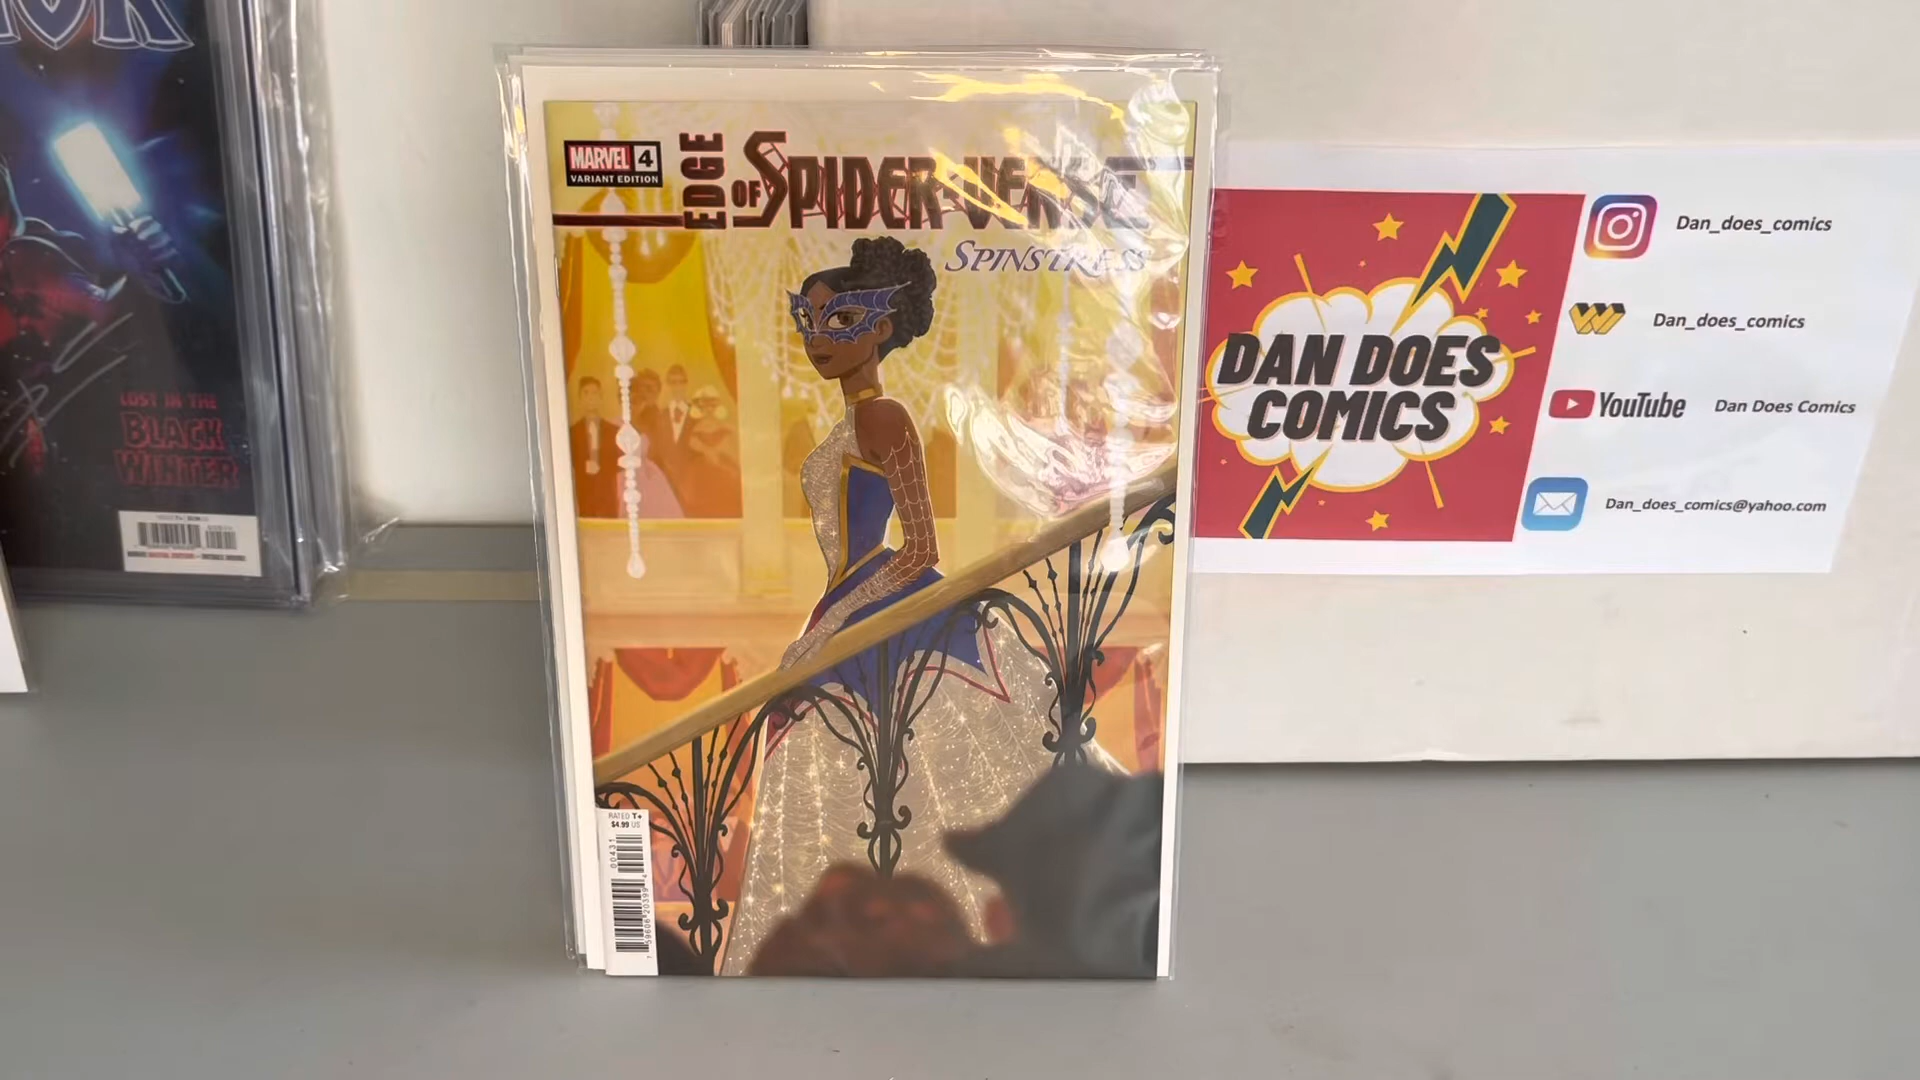 MARVEL 4
VARIANT EDITION
EDGE OF SPIDER-VERSE
SPINSTRESS
RATED T+
$4.99 US
00431
LOST IN THE
BLACK
WINTER
DAN DOES
COMICS
Dan_does_comics
Dan_does_comics
YouTube Dan Does Comics
Dan_does_comics@yahoo.com